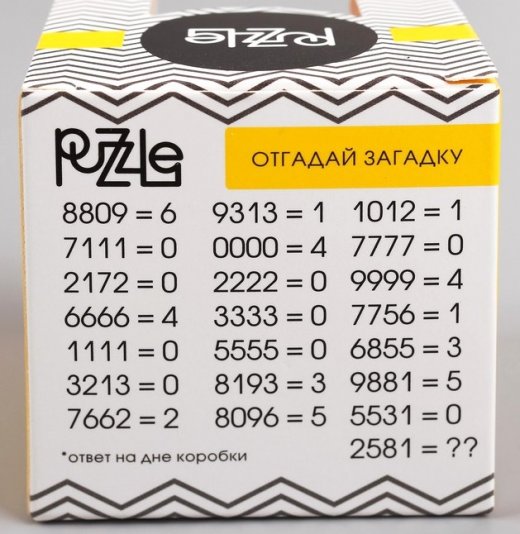 PUZZLE
PUZZLE
ОТГАДАЙ ЗАГАДКУ
8809 = 6 9313 = 1 1012 = 1
7111 = 0 0000 = 4 7777 = 0
2172 = 0 2222 = 0 9999 = 4
6666 = 4 3333 = 0 7756 = 1
1111 = 0 5555 = 0 6855 = 3
3213 = 0 8193 = 3 9881 = 5
7662 = 2 8096 = 5 5531 = 0
2581 = ??
*ответ на дне коробки